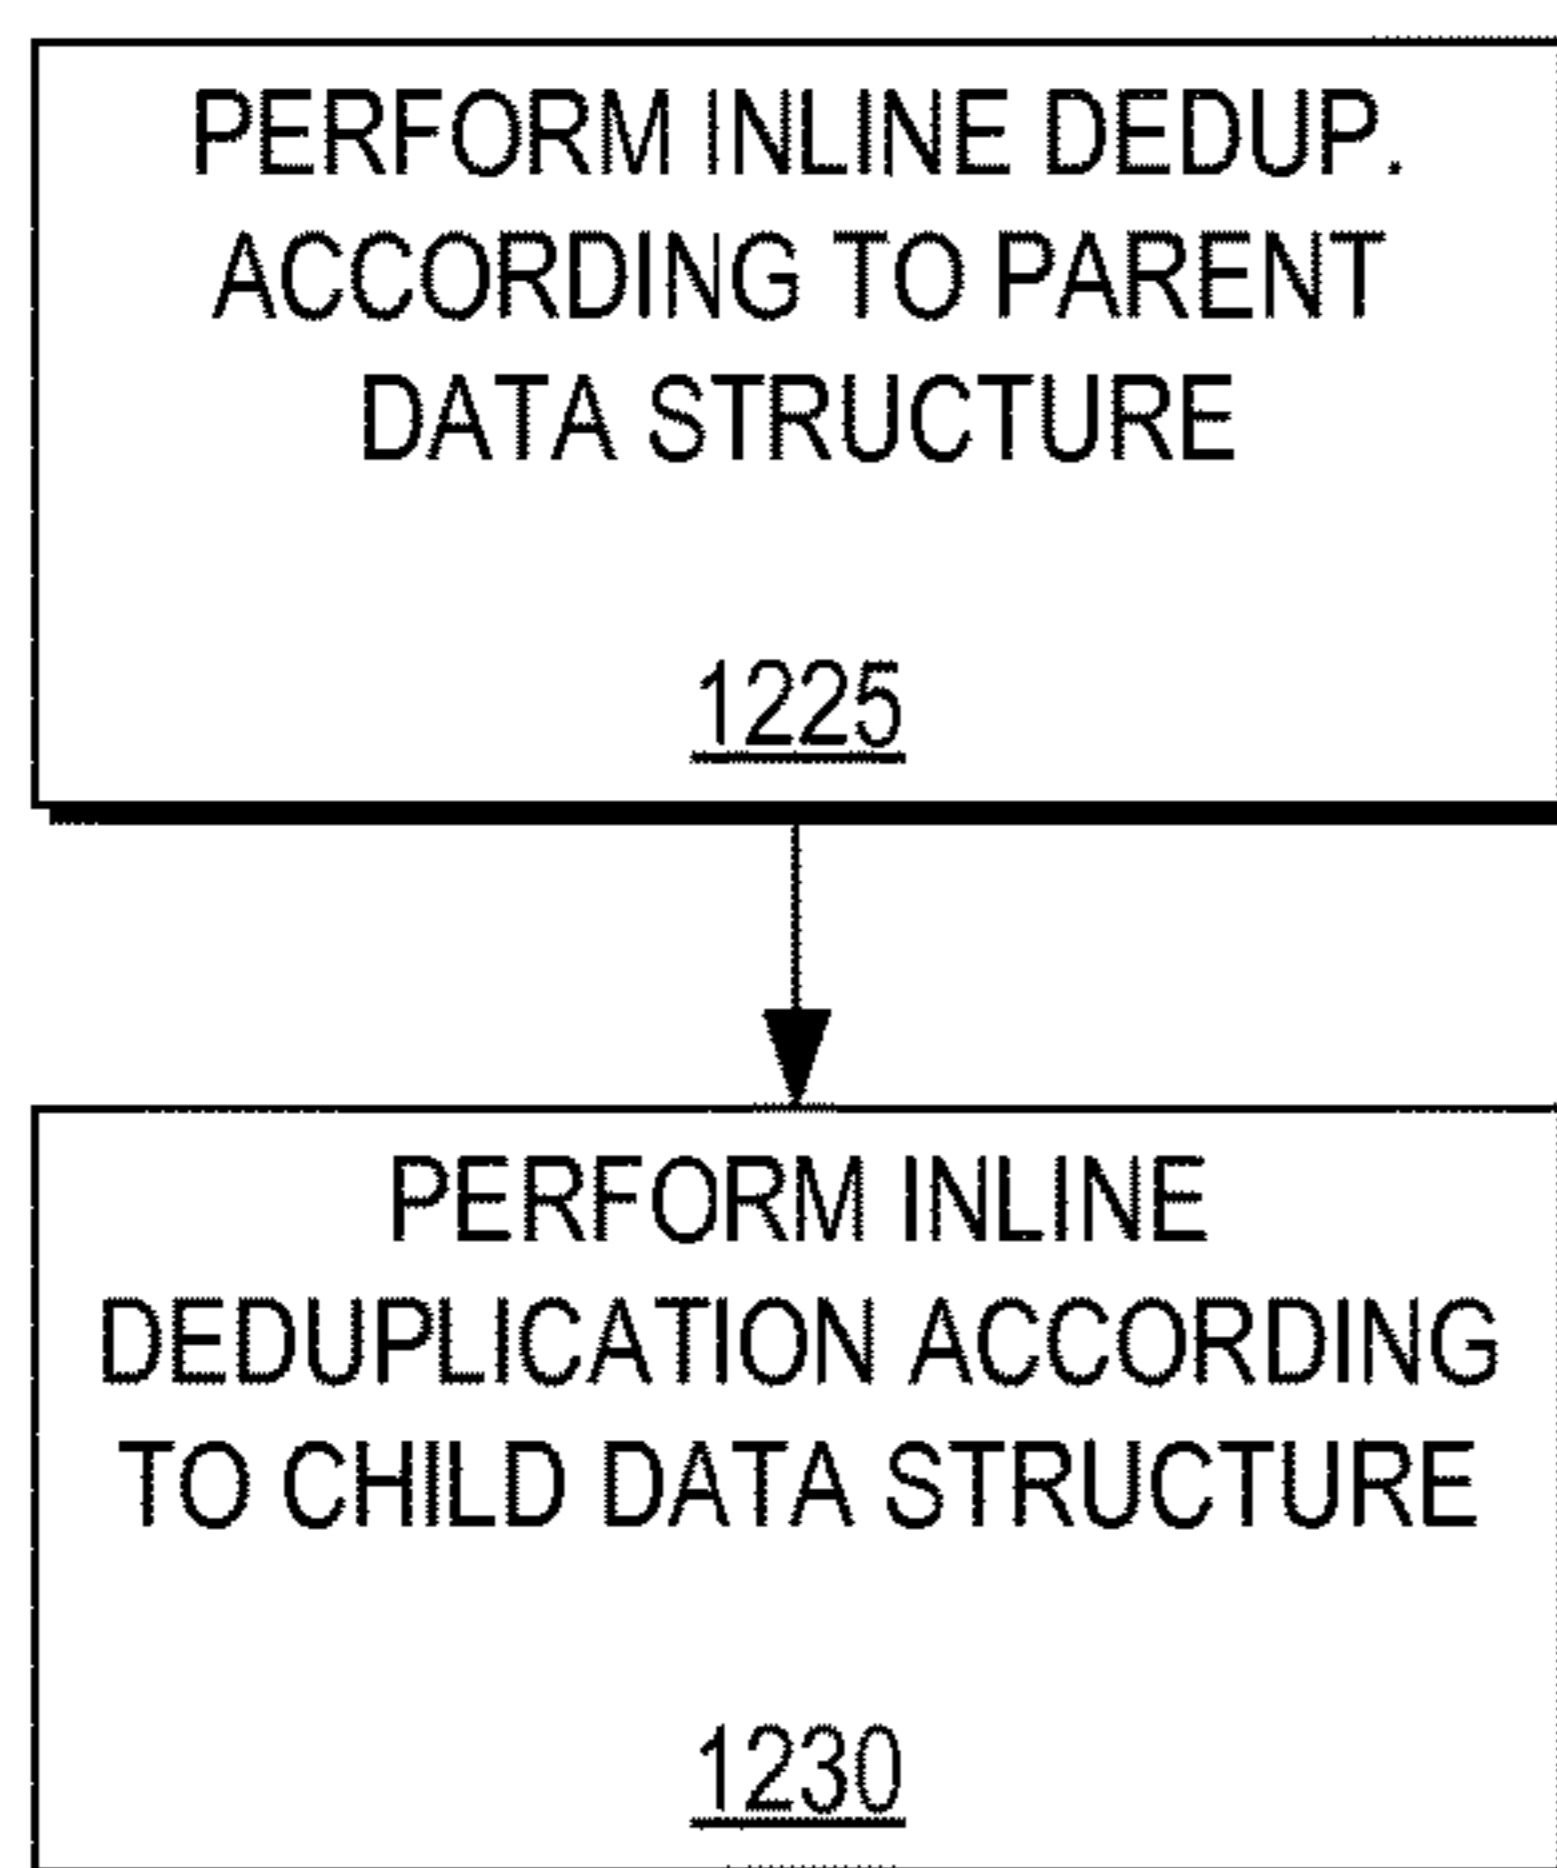 PERFORM INLINE DEDUP.
ACCORDING TO PARENT
DATA STRUCTURE
1225
PERFORM INLINE
DEDUPLICATION ACCORDING
TO CHILD DATA STRUCTURE
1230